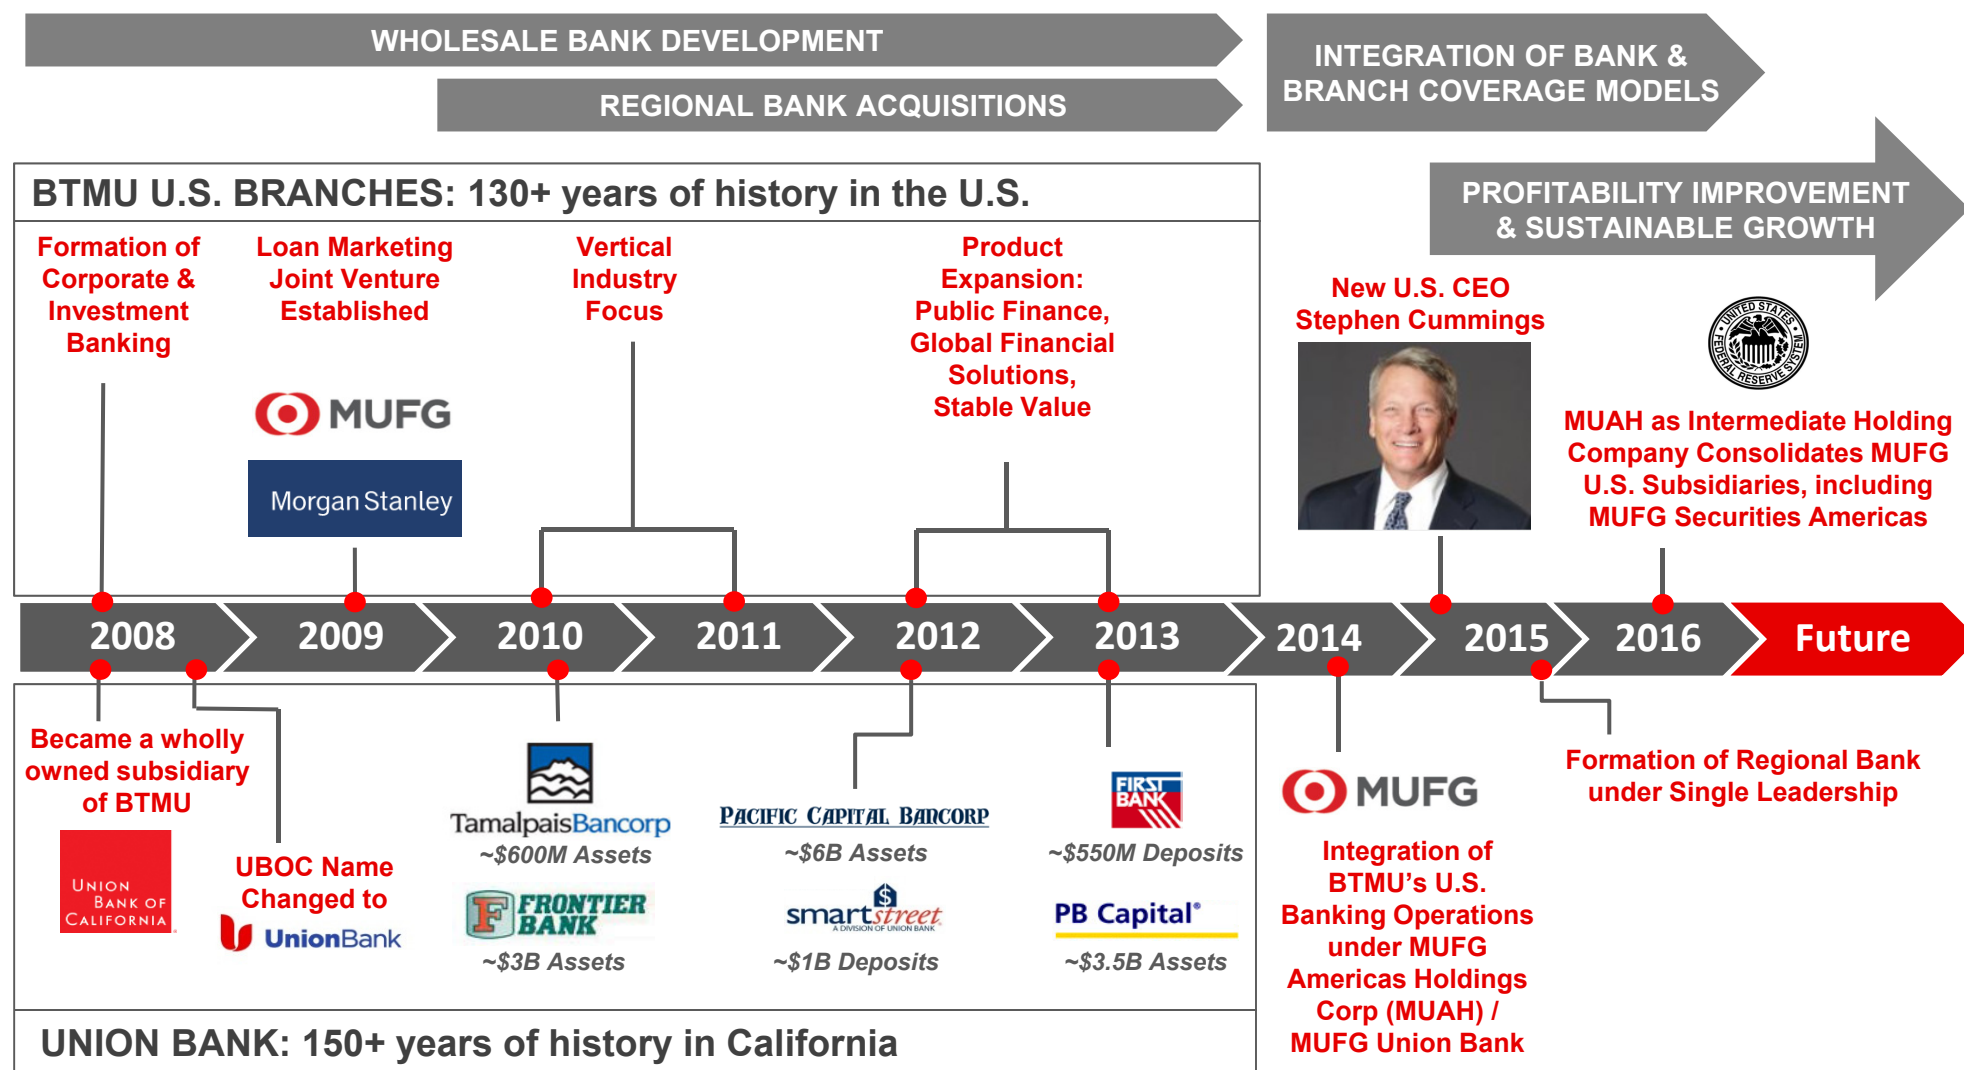 WHOLESALE BANK DEVELOPMENT
REGIONAL BANK ACQUISITIONS
INTEGRATION OF BANK &
BRANCH COVERAGE MODELS
PROFITABILITY IMPROVEMENT
& SUSTAINABLE GROWTH
BTMU U.S. BRANCHES: 130+ years of history in the U.S.
Formation of
Corporate &
Investment
Banking
Loan Marketing
Joint Venture
Established
MUFG
Morgan Stanley
Vertical
Industry
Focus
Product
Expansion:
Public Finance,
Global Financial
Solutions,
Stable Value
New U.S. CEO
Stephen Cummings
UNITED STATES
FEDERAL RESERVE SYSTEM
MUAH as Intermediate Holding
Company Consolidates MUFG
U.S. Subsidiaries, including
MUFG Securities Americas
2008
2009
2010
2011
2012
2013
2014
2015
2016
Future
Became a wholly
owned subsidiary
of BTMU
UNION
BANK OF
CALIFORNIA
UBOC Name
Changed to
UnionBank
TamalpaisBancorp
~$600M Assets
FRONTIER
BANK
~$3B Assets
PACIFIC CAPITAL BANCORP
~$6B Assets
smartstreet
A DIVISION OF UNION BANK
~$1B Deposits
FIRST
BANK
~$550M Deposits
PB Capital®
~$3.5B Assets
MUFG
Integration of
BTMU’s U.S.
Banking Operations
under MUFG
Americas Holdings
Corp (MUAH) /
MUFG Union Bank
Formation of Regional Bank
under Single Leadership
UNION BANK: 150+ years of history in California